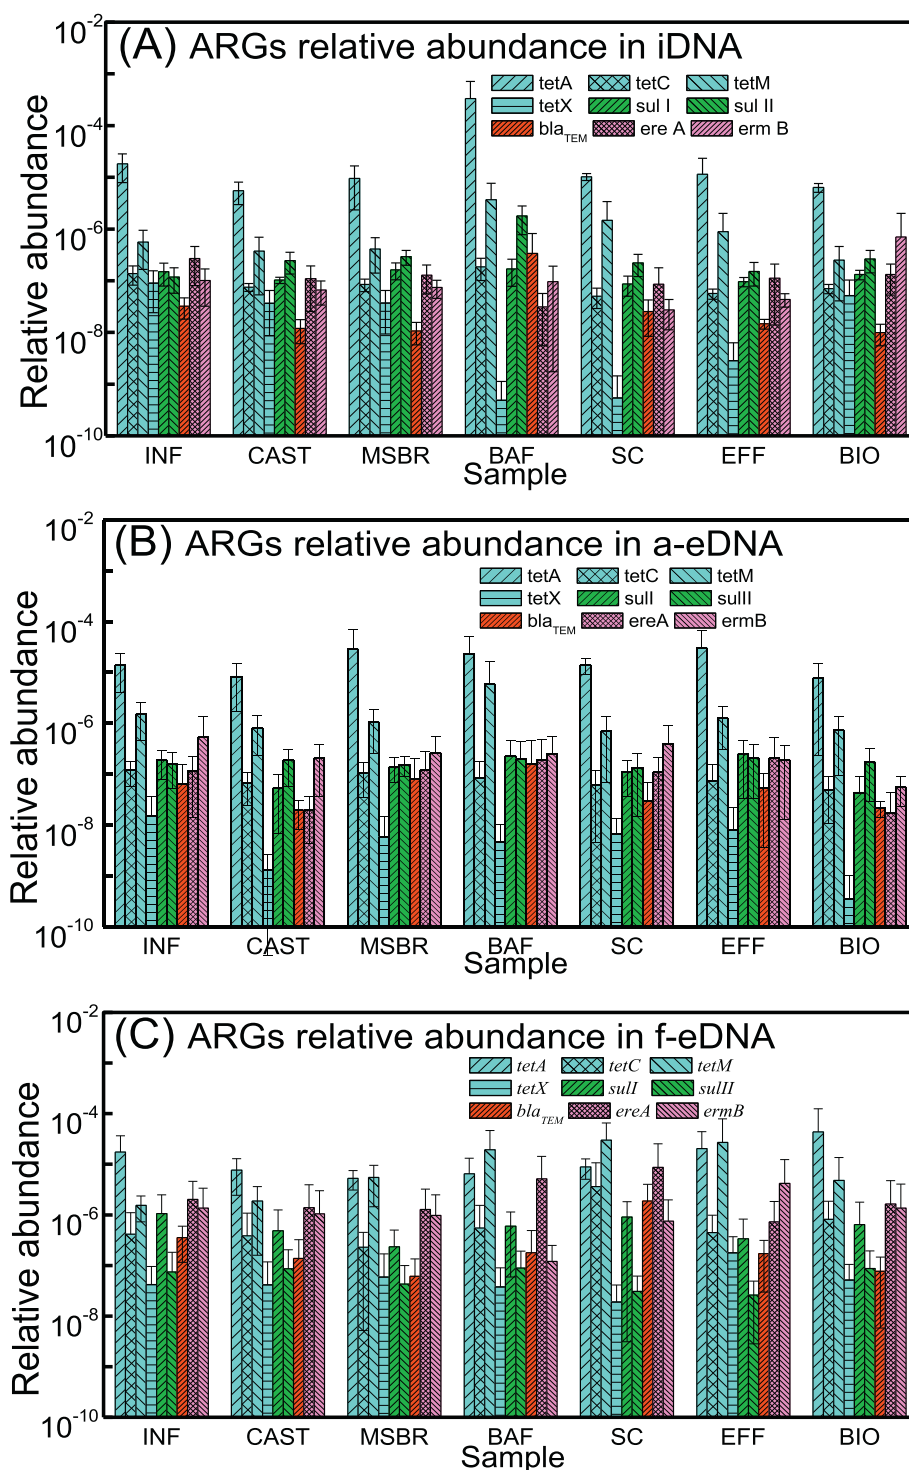 (A) ARGs relative abundance in iDNA
tetA tetC tetM
tetX sul I sul II
bla_TEM ere A erm B
Relative abundance
10^-2
10^-4
10^-6
10^-8
10^-10
INF CAST MSBR BAF SC EFF BIO
Sample
(B) ARGs relative abundance in a-eDNA
tetA tetC tetM
tetX sulI sulII
bla_TEM ereA ermB
Relative abundance
10^-2
10^-4
10^-6
10^-8
10^-10
INF CAST MSBR BAF SC EFF BIO
Sample
(C) ARGs relative abundance in f-eDNA
tetA tetC tetM
tetX sulI sulII
bla_TEM ereA ermB
Relative abundance
10^-2
10^-4
10^-6
10^-8
10^-10
INF CAST MSBR BAF SC EFF BIO
Sample